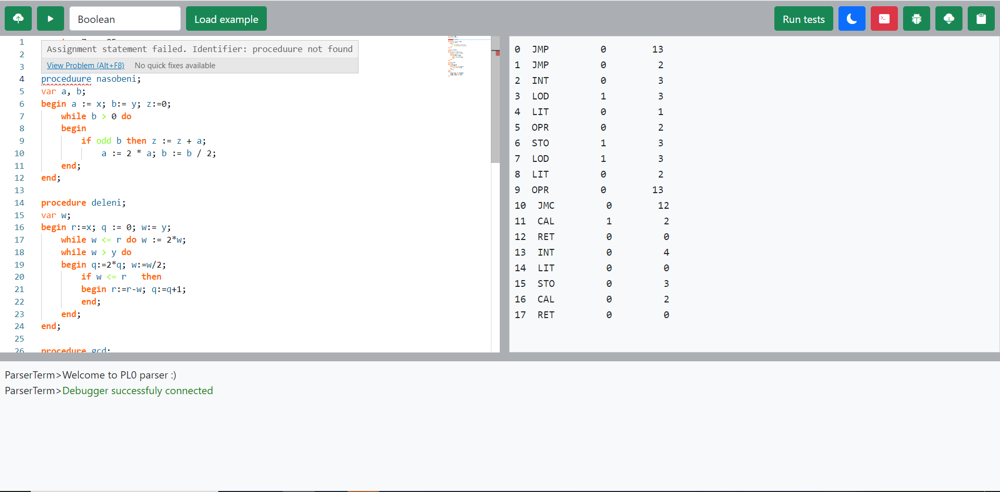 Boolean Load example Run tests
1
Assignment statement failed. Identifier: proceduure not found
2
View Problem (Alt+F8) No quick fixes available
3
4 proceduure nasobeni;
5 var a, b;
6 begin a := x; b:= y; z:=0;
7 while b > 0 do
8 begin
9 if odd b then z := z + a;
10 a := 2 * a; b := b / 2;
11 end;
12 end;
13
14 procedure deleni;
15 var w;
16 begin r:=x; q := 0; w:= y;
17 while w <= r do w := 2*w;
18 while w > y do
19 begin q:=2*q; w:=w/2;
20 if w <= r then
21 begin r:=r-w; q:=q+1;
22 end;
23 end;
24 end;
25
26 procedure gcd;
0 JMP 0 13
1 JMP 0 2
2 INT 0 3
3 LOD 1 3
4 LIT 0 1
5 OPR 0 2
6 STO 1 3
7 LOD 1 3
8 LIT 0 2
9 OPR 0 13
10 JMC 0 12
11 CAL 1 2
12 RET 0 0
13 INT 0 4
14 LIT 0 0
15 STO 0 3
16 CAL 0 2
17 RET 0 0
ParserTerm>Welcome to PL0 parser :)
ParserTerm>Debugger successfuly connected